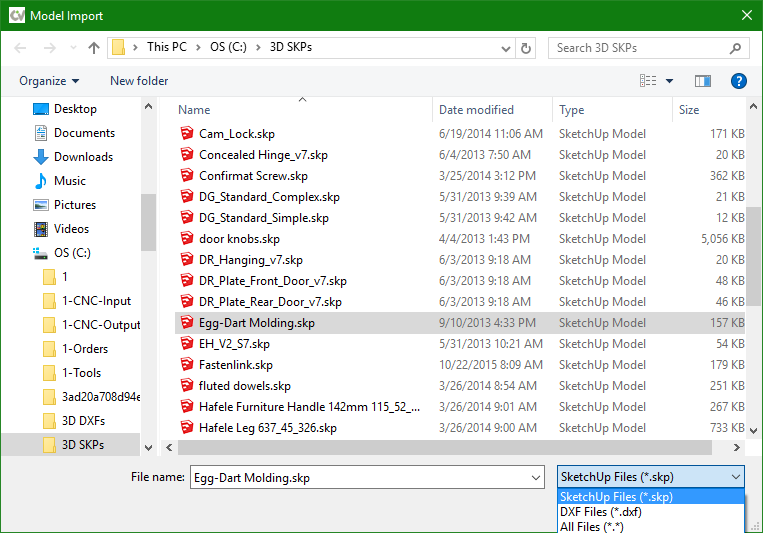 CV Model Import
This PC > OS (C:) > 3D SKPs
Search 3D SKPs
Organize New folder
Name Date modified Type Size
Desktop
Documents
Downloads
Music
Pictures
Videos
OS (C:)
1
1-CNC-Input
1-CNC-Output
1-Orders
1-Tools
3ad20a708d94e
3D DXFs
3D SKPs
Cam_Lock.skp 6/19/2014 11:06 AM SketchUp Model 171 KB
Concealed Hinge_v7.skp 6/4/2013 7:50 AM SketchUp Model 20 KB
Confirmat Screw.skp 3/25/2014 3:12 PM SketchUp Model 362 KB
DG_Standard_Complex.skp 5/31/2013 9:39 AM SketchUp Model 21 KB
DG_Standard_Simple.skp 5/31/2013 9:42 AM SketchUp Model 12 KB
door knobs.skp 4/4/2013 1:43 PM SketchUp Model 5,056 KB
DR_Hanging_v7.skp 6/3/2013 9:18 AM SketchUp Model 20 KB
DR_Plate_Front_Door_v7.skp 6/3/2013 9:18 AM SketchUp Model 48 KB
DR_Plate_Rear_Door_v7.skp 6/3/2013 9:18 AM SketchUp Model 46 KB
Egg-Dart Molding.skp 9/10/2013 4:33 PM SketchUp Model 157 KB
EH_V2_S7.skp 5/31/2013 10:21 AM SketchUp Model 54 KB
Fastenlink.skp 10/22/2015 8:09 AM SketchUp Model 179 KB
fluted dowels.skp 3/26/2014 8:54 AM SketchUp Model 251 KB
Hafele Furniture Handle 142mm 115_52_... 3/26/2014 9:01 AM SketchUp Model 267 KB
Hafele Leg 637_45_326.skp 3/26/2014 9:00 AM SketchUp Model 733 KB
File name: Egg-Dart Molding.skp
SketchUp Files (*.skp)
SketchUp Files (*.skp)
DXF Files (*.dxf)
All Files (*.*)